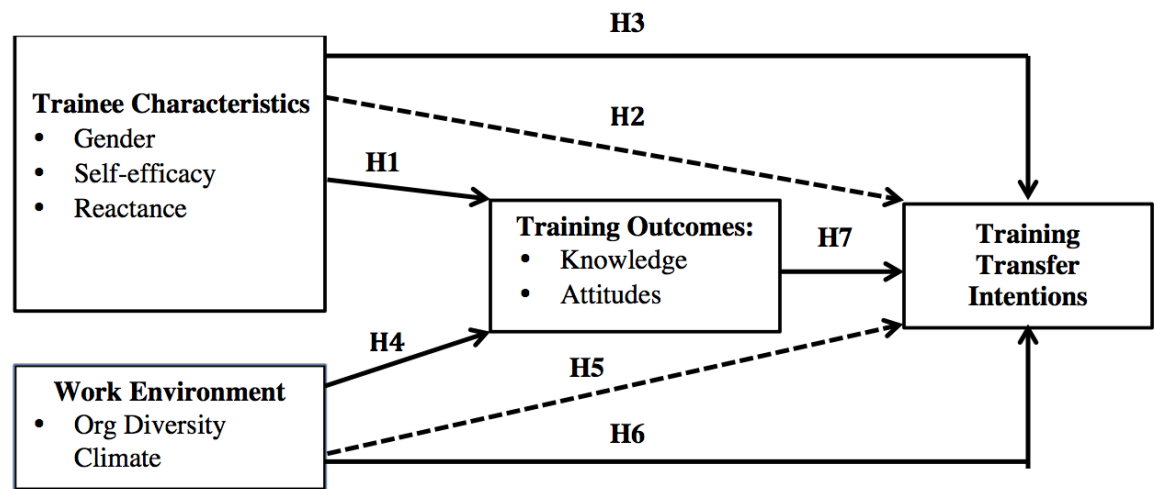 H3
Trainee Characteristics
• Gender
• Self-efficacy
• Reactance
H2
H1
Training Outcomes:
• Knowledge
• Attitudes
H7
Training
Transfer
Intentions
H4
H5
Work Environment
• Org Diversity
Climate
H6